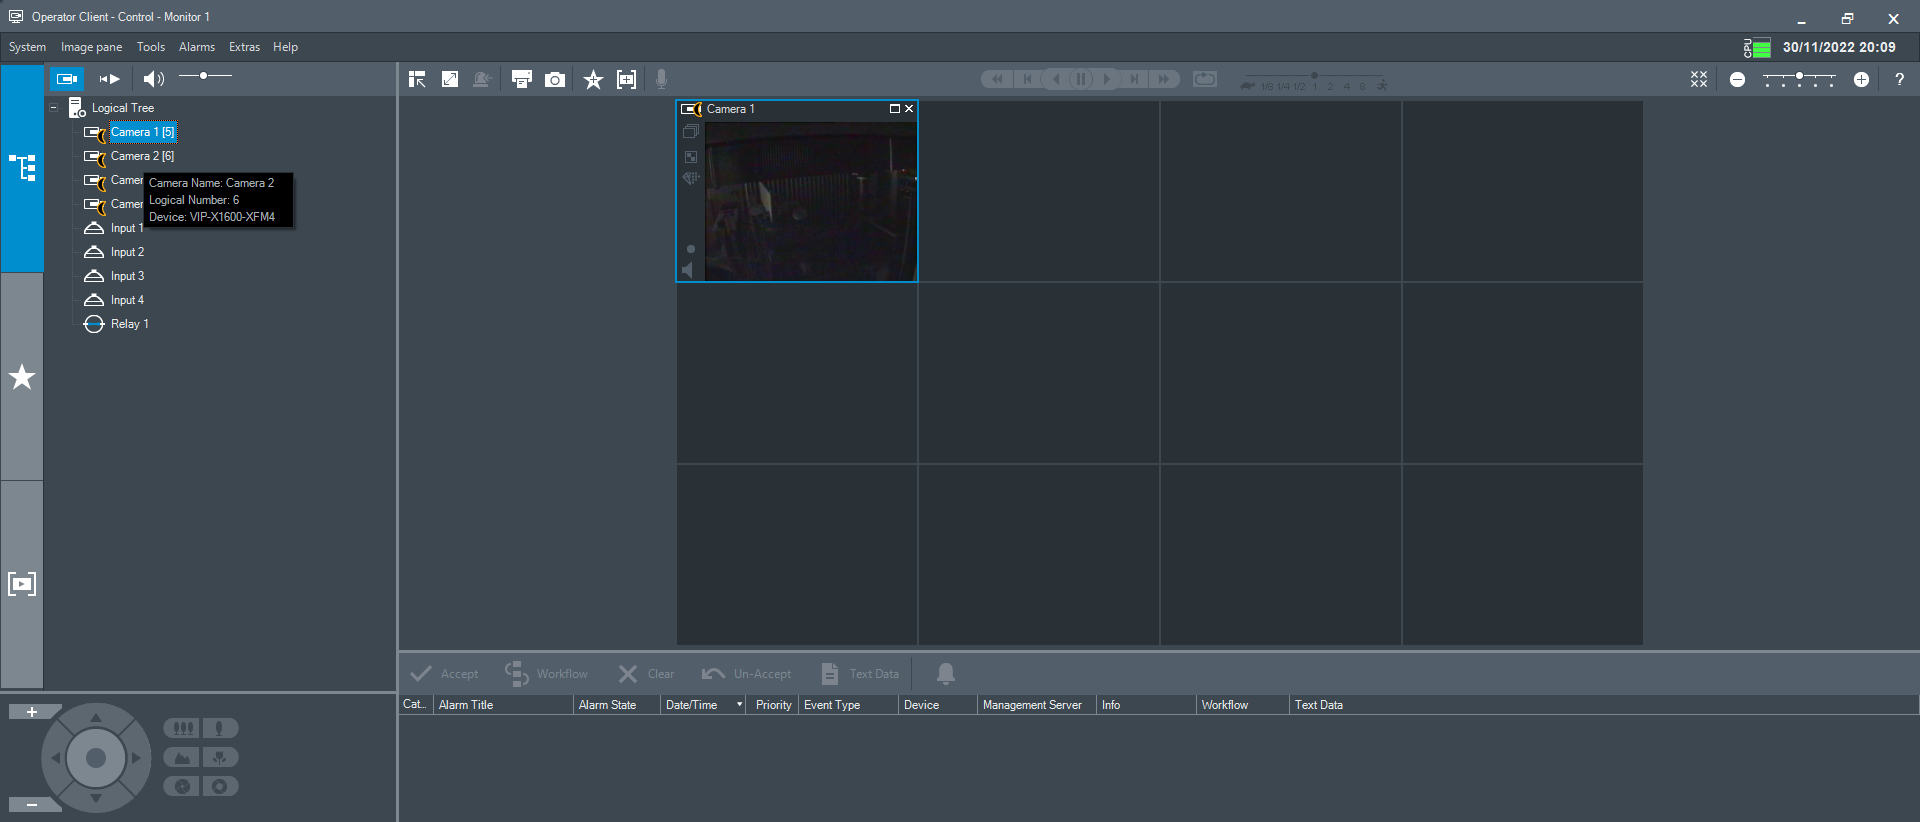 Operator Client - Control - Monitor 1
System Image pane Tools Alarms Extras Help
CPU 30/11/2022 20:09
1/8 1/4 1/2 1 2 4 8
?
Logical Tree
Camera 1
Camera 1 [5]
Camera 2 [6]
Camer
Camera Name: Camera 2
Logical Number: 6
Device: VIP-X1600-XFM4
Camer
Input 1
Input 2
Input 3
Input 4
Relay 1
Accept Workflow Clear Un-Accept Text Data
Cat... Alarm Title Alarm State Date/Time Priority Event Type Device Management Server Info Workflow Text Data